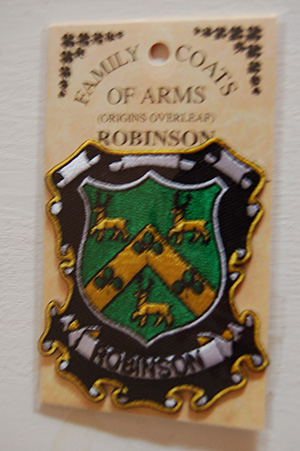 FAMILY COATS
OF ARMS
(ORIGINS OVERLEAF)
ROBINSON
ROBINSON